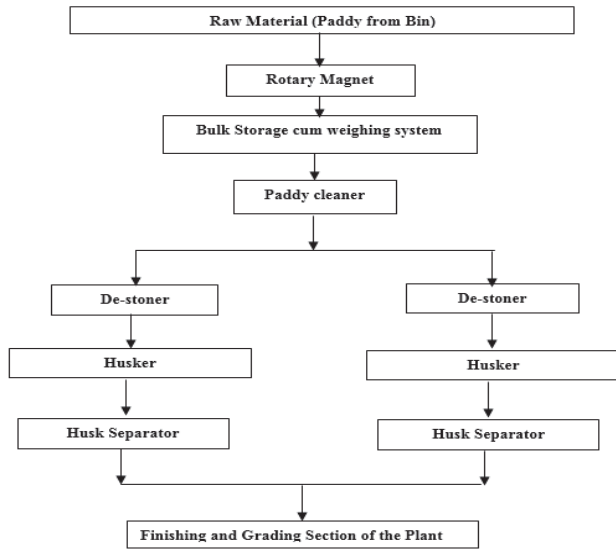 Raw Material (Paddy from Bin)
Rotary Magnet
Bulk Storage cum weighing system
Paddy cleaner
De-stoner
De-stoner
Husker
Husker
Husk Separator
Husk Separator
Finishing and Grading Section of the Plant